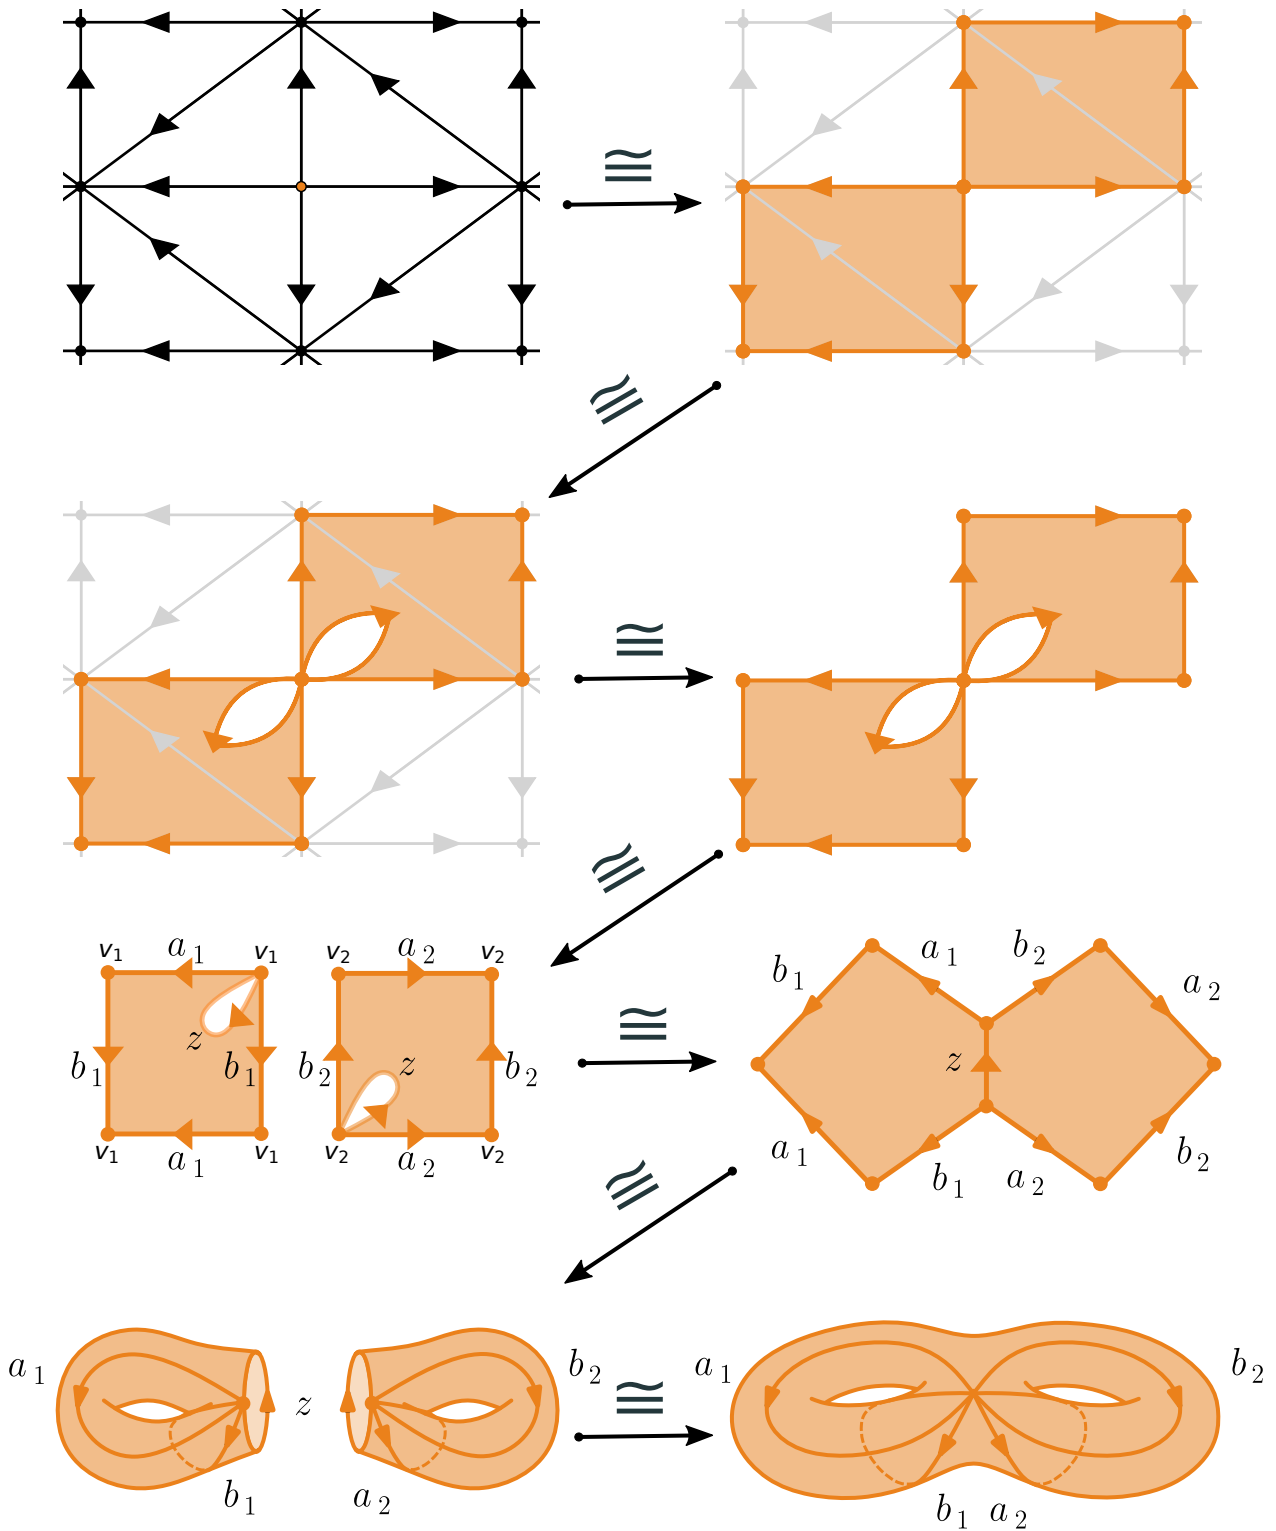 ≅
≅
≅
≅
v₁ a₁ v₁ v₂ a₂ v₂
z z
b₁ b₁ b₂ b₂
v₁ a₁ v₁ v₂ a₂ v₂
≅
a₁ b₂
b₁ a₂
z
a₁ b₂
b₁ a₂
≅
a₁ b₂ a₁ b₂
z
≅
b₁ a₂ b₁ a₂